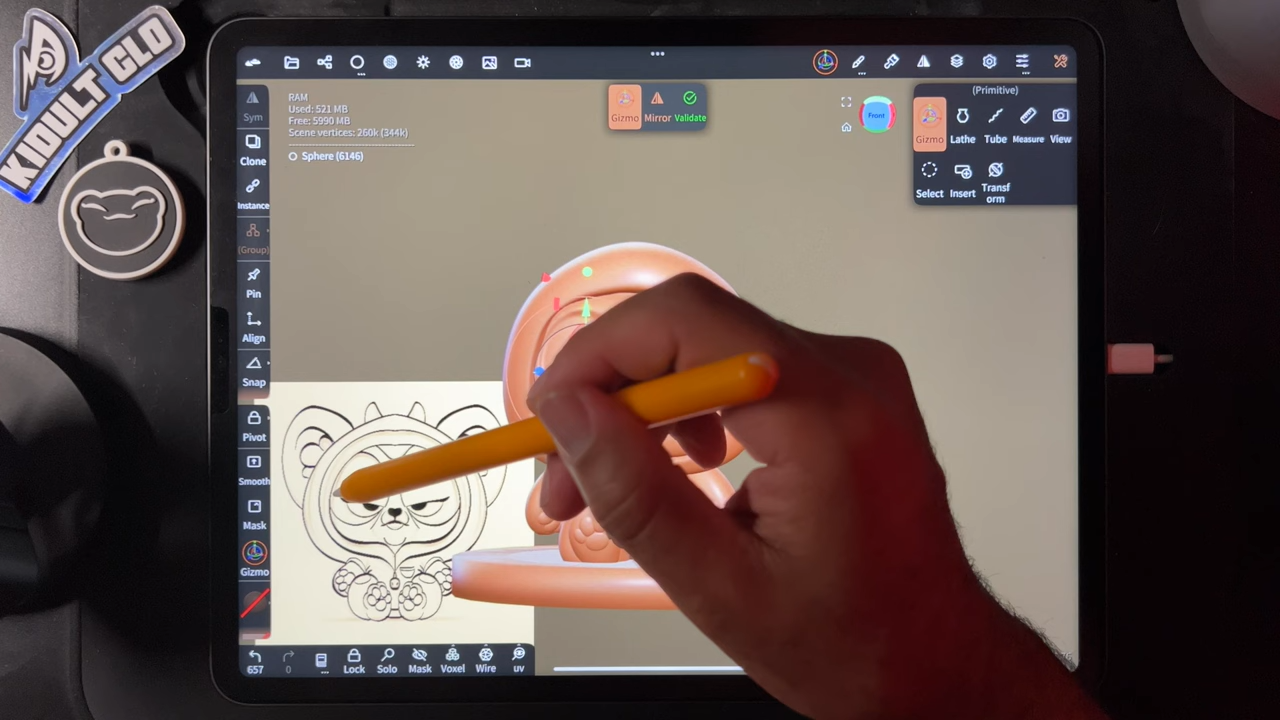 KIDULT CLO
RAM
Used: 521 MB
Free: 5990 MB
Scene vertices: 260k (344k)
Sphere (6146)
Gizmo
Mirror
Validate
Front
(Primitive)
Gizmo
Lathe
Tube
Measure
View
Select
Insert
Transf
orm
Sym
Clone
Instance
(Group)
Pin
Align
Snap
Pivot
Smooth
Mask
Gizmo
657
0
Lock
Solo
Mask
Voxel
Wire
uv